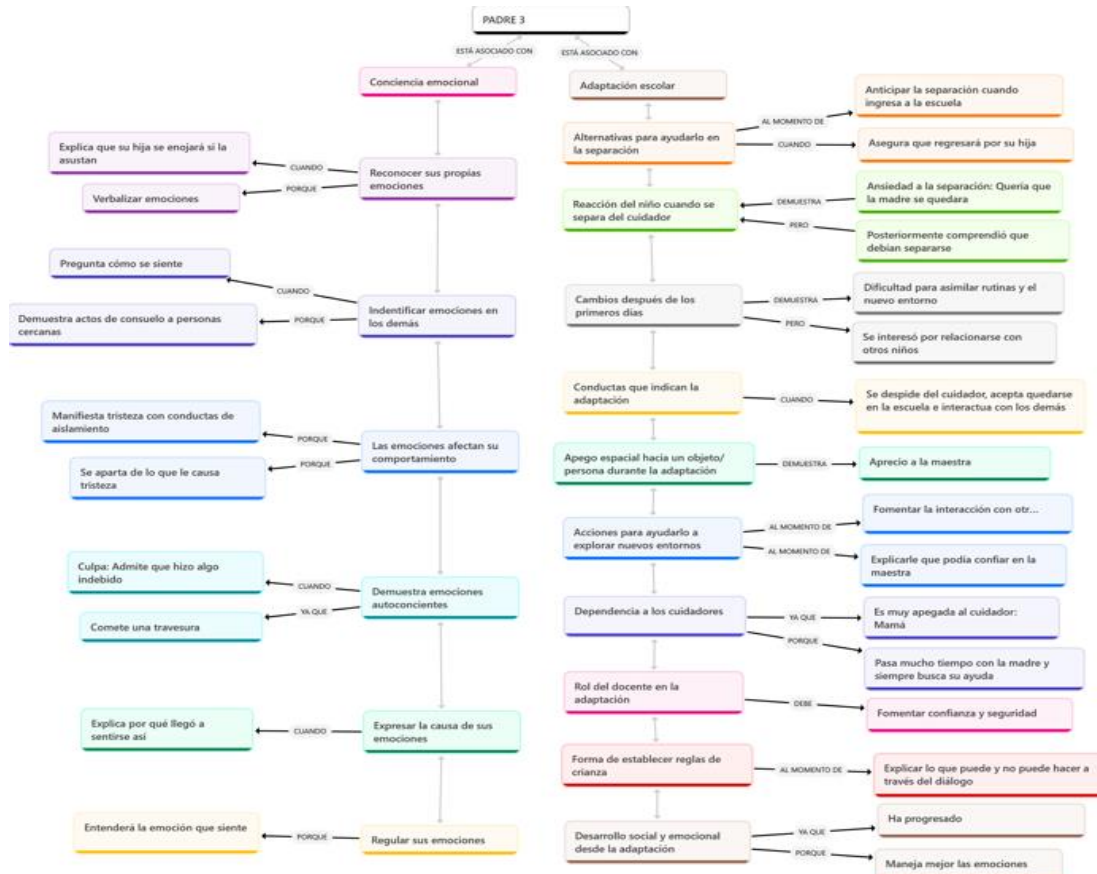 PADRE 3
ESTÁ ASOCIADO CON
ESTÁ ASOCIADO CON
Conciencia emocional
Explica que su hija se enojará si la
asustan
CUANDO
Verbalizar emociones
PORQUE
Reconocer sus propias
emociones
Pregunta cómo se siente
CUANDO
Demuestra actos de consuelo a personas
cercanas
PORQUE
Indentificar emociones en
los demás
Manifiesta tristeza con conductas de
aislamiento
PORQUE
Se aparta de lo que le causa
tristeza
PORQUE
Las emociones afectan su
comportamiento
Culpa: Admite que hizo algo
indebido
CUANDO
Comete una travesura
YA QUE
Demuestra emociones
autoconcientes
Explica por qué llegó a
sentirse así
CUANDO
Expresar la causa de sus
emociones
Entenderá la emoción que siente
PORQUE
Regular sus emociones
Adaptación escolar
Alternativas para ayudarlo en
la separación
AL MOMENTO DE
Anticipar la separación cuando
ingresa a la escuela
CUANDO
Asegura que regresará por su hija
Reacción del niño cuando se
separa del cuidador
DEMUESTRA
Ansiedad a la separación: Quería que
la madre se quedara
PERO
Posteriormente comprendió que
debían separarse
Cambios después de los
primeros días
DEMUESTRA
Dificultad para asimilar rutinas y el
nuevo entorno
PERO
Se interesó por relacionarse con
otros niños
Conductas que indican la
adaptación
CUANDO
Se despide del cuidador, acepta quedarse
en la escuela e interactua con los demás
Apego espacial hacia un objeto/
persona durante la adaptación
DEMUESTRA
Aprecio a la maestra
Acciones para ayudarlo a
explorar nuevos entornos
AL MOMENTO DE
Fomentar la interacción con otr...
AL MOMENTO DE
Explicarle que podía confiar en la
maestra
Dependencia a los cuidadores
YA QUE
Es muy apegada al cuidador:
Mamá
PORQUE
Pasa mucho tiempo con la madre y
siempre busca su ayuda
Rol del docente en la
adaptación
DEBE
Fomentar confianza y seguridad
Forma de establecer reglas de
crianza
AL MOMENTO DE
Explicar lo que puede y no puede hacer a
través del diálogo
Desarrollo social y emocional
desde la adaptación
YA QUE
Ha progresado
PORQUE
Maneja mejor las emociones